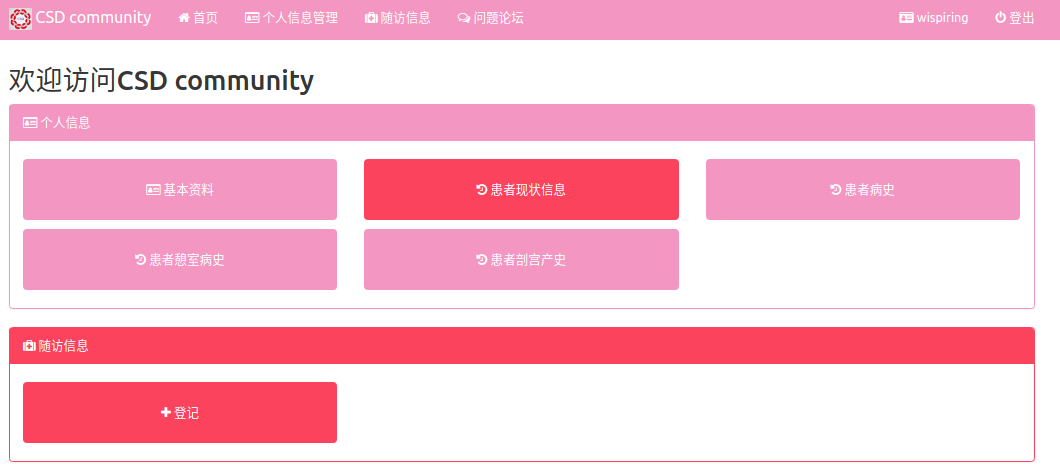 CSD community 首页 个人信息管理 随访信息 问题论坛 wispiring 登出
欢迎访问CSD community
个人信息
基本资料 患者现状信息 患者病史
患者憩室病史 患者剖宫产史
随访信息
登记